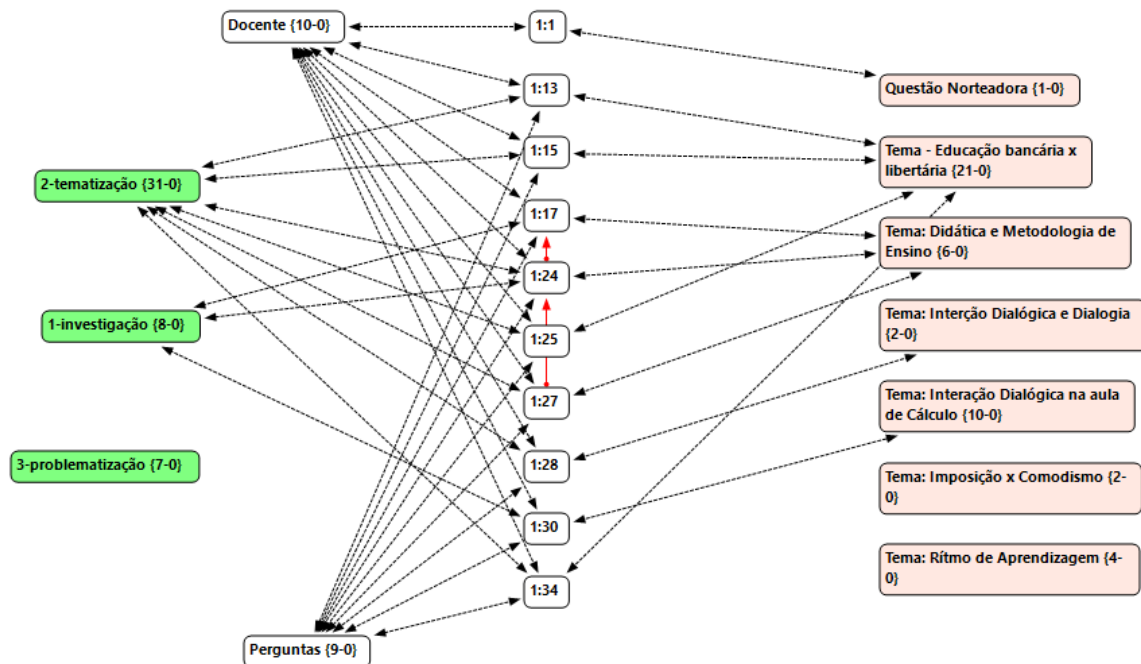 Docente {10-0}
1:1
Questão Norteadora {1-0}
1:13
Tema - Educação bancária x
libertária {21-0}
1:15
2-tematização {31-0}
1:17
Tema: Didática e Metodologia de
Ensino {6-0}
1:24
1-investigação {8-0}
Tema: Interção Dialógica e Dialogia
{2-0}
1:25
1:27
Tema: Interação Dialógica na aula
de Cálculo {10-0}
3-problematização {7-0}
1:28
Tema: Imposição x Comodismo {2-
0}
1:30
Tema: Rítmo de Aprendizagem {4-
0}
1:34
Perguntas {9-0}